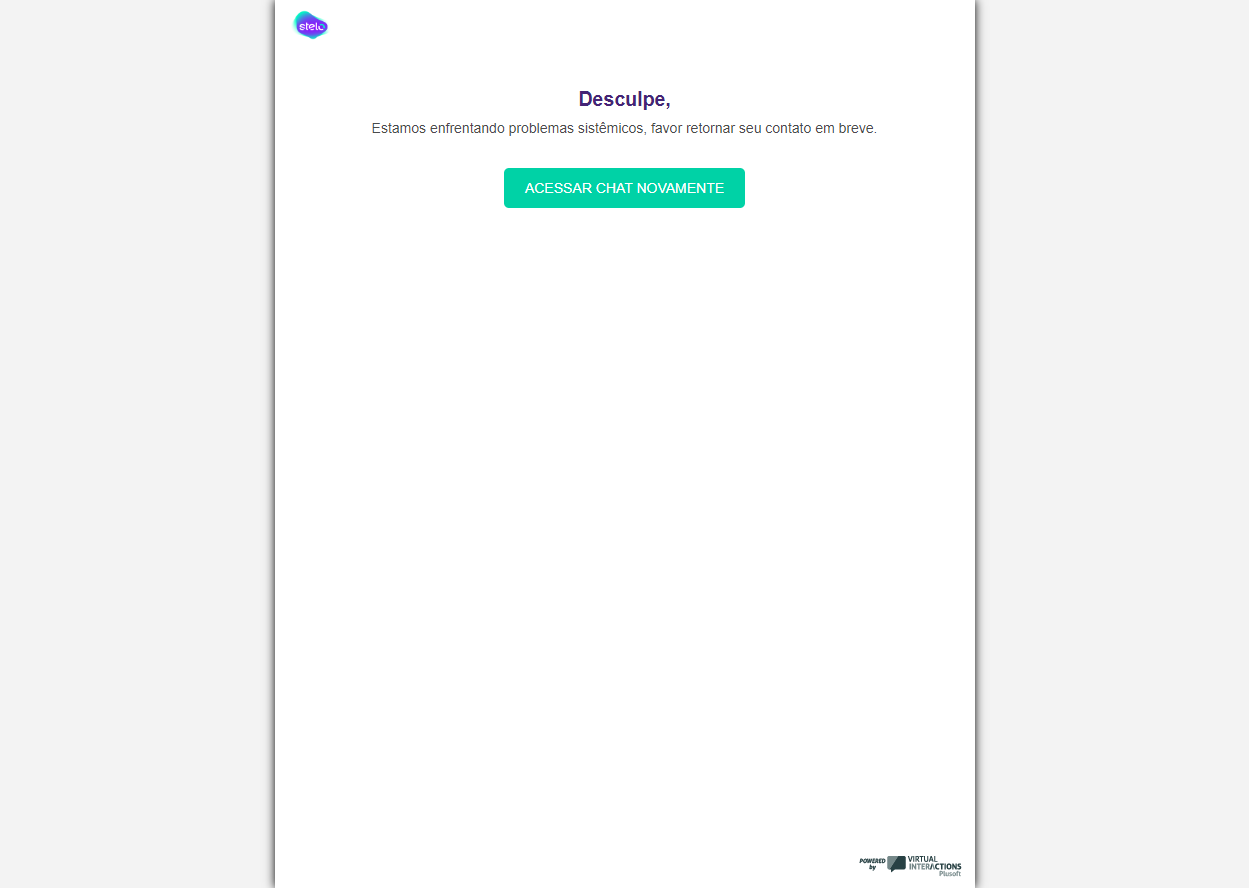 stelo
Desculpe,
Estamos enfrentando problemas sistêmicos, favor retornar seu contato em breve.
ACESSAR CHAT NOVAMENTE
POWERED by VIRTUAL INTERACTIONS
Plusoft